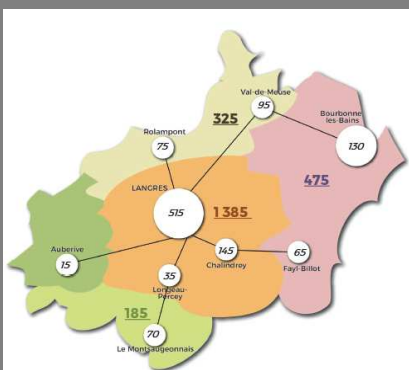 Val-de-Meuse
95
Bourbonne-
les-Bains
130
325
Rolampont
75
475
LANGRES
515
1 385
Auberive
15
145
Chalindrey
65
Fayl-Billot
35
Longeau-
Percey
185
70
Le Montsaugeonnais